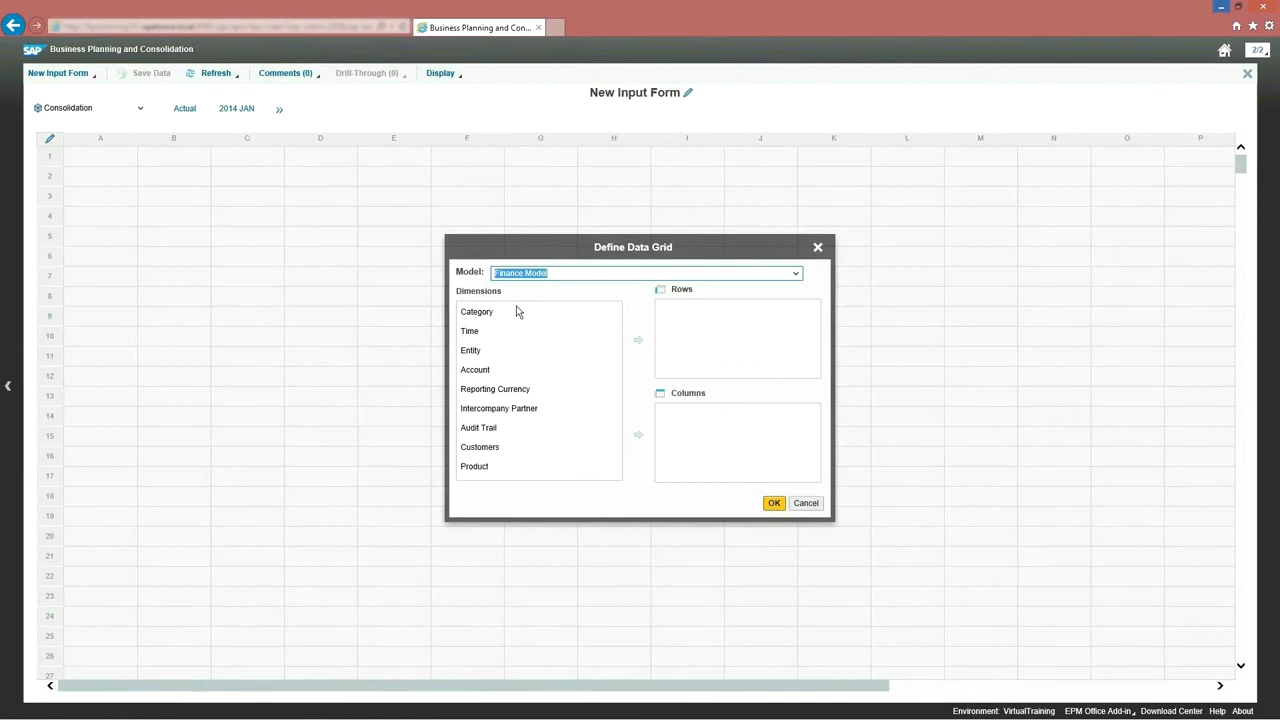 Business Planning and Con... ×
SAP Business Planning and Consolidation
2/2
New Input Form Save Data Refresh Comments (0) Drill-Through (0) Display
New Input Form
Consolidation Actual 2014 JAN »
A B C D E F G H I J K L M N O P
1
2
3
4
5
6
7
8
9
10
11
12
13
14
15
16
17
18
19
20
21
22
23
24
25
26
27
Define Data Grid
Model: Finance Model
Dimensions
Rows
Category
Time
Entity
Account
Reporting Currency
Columns
Intercompany Partner
Audit Trail
Customers
Product
OK Cancel
Environment: VirtualTraining EPM Office Add-in Download Center Help About